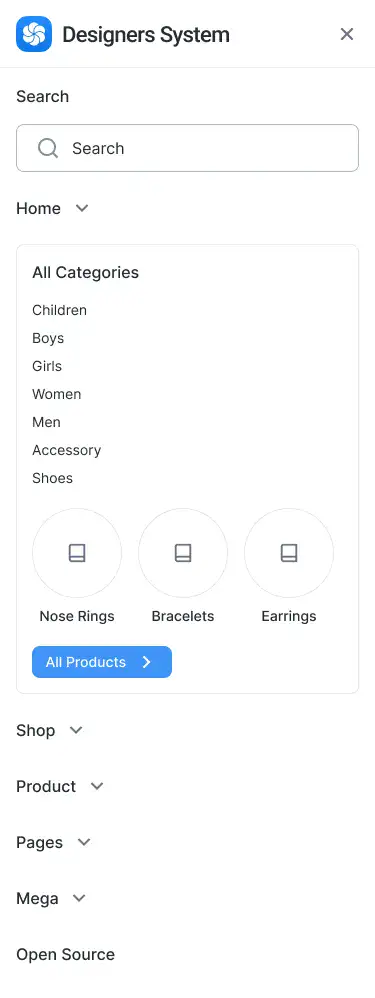 Designers System
Search
Search
Home
All Categories
Children
Boys
Girls
Women
Men
Accessory
Shoes
Nose Rings Bracelets Earrings
All Products
Shop
Product
Pages
Mega
Open Source